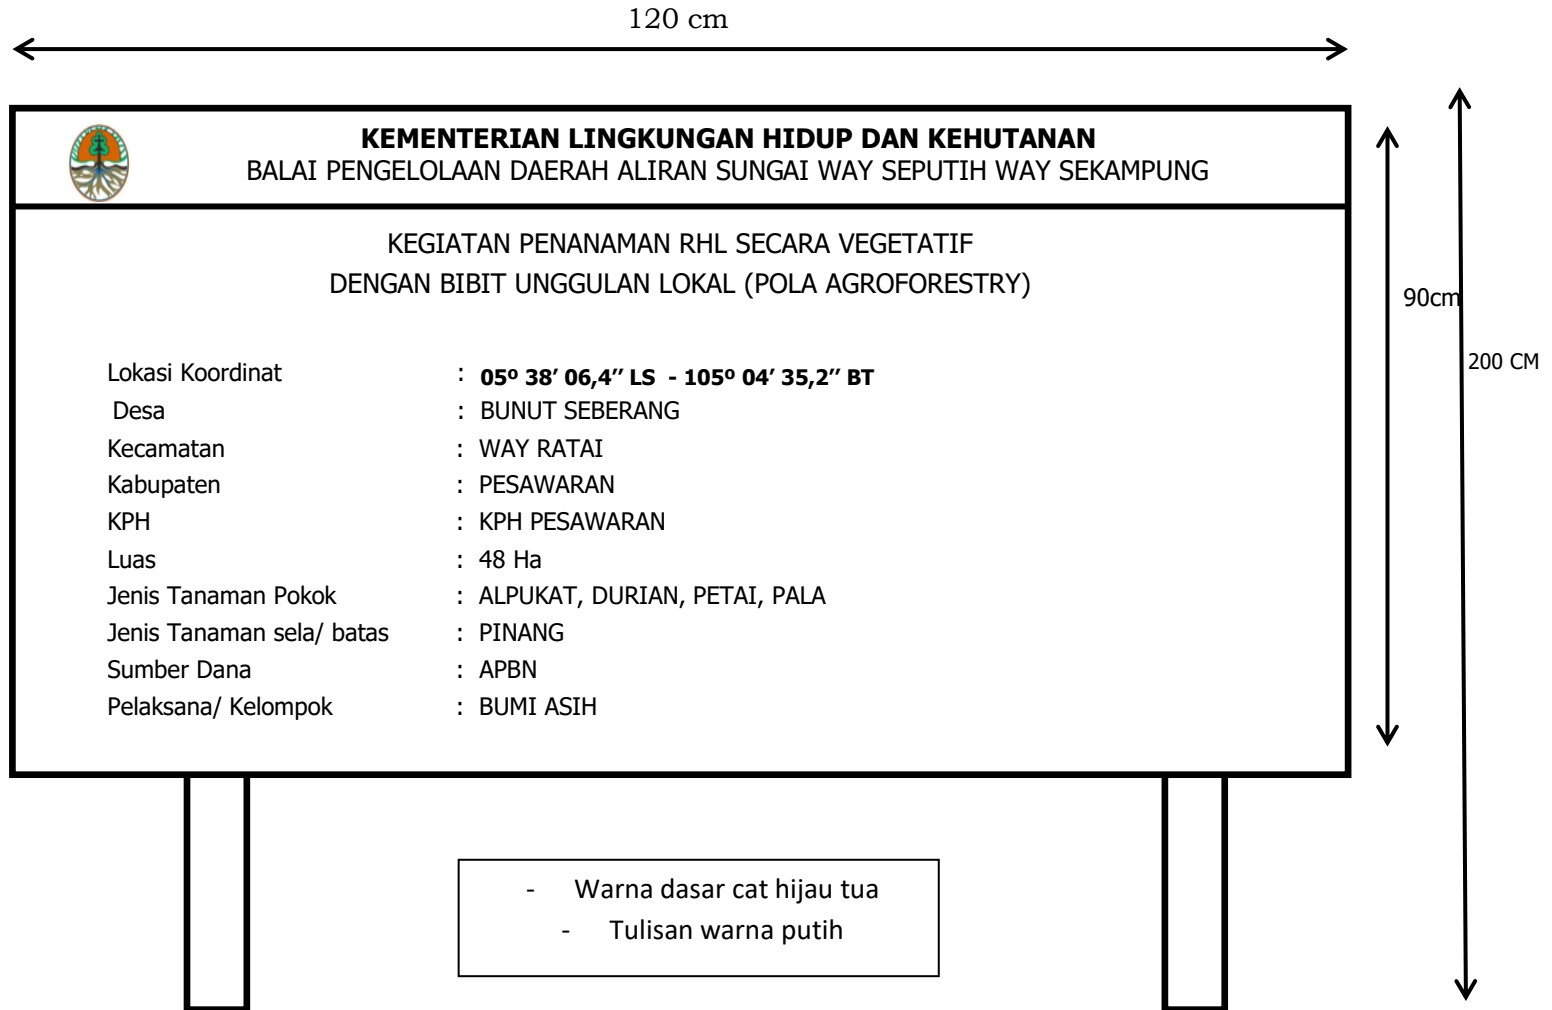 120 cm
KEMENTERIAN LINGKUNGAN HIDUP DAN KEHUTANAN
BALAI PENGELOLAAN DAERAH ALIRAN SUNGAI WAY SEPUTIH WAY SEKAMPUNG
KEGIATAN PENANAMAN RHL SECARA VEGETATIF
DENGAN BIBIT UNGGULAN LOKAL (POLA AGROFORESTRY)
90cm
200 CM
Lokasi Koordinat : 05º 38’ 06,4’’ LS - 105º 04’ 35,2’’ BT
Desa : BUNUT SEBERANG
Kecamatan : WAY RATAI
Kabupaten : PESAWARAN
KPH : KPH PESAWARAN
Luas : 48 Ha
Jenis Tanaman Pokok : ALPUKAT, DURIAN, PETAI, PALA
Jenis Tanaman sela/ batas : PINANG
Sumber Dana : APBN
Pelaksana/ Kelompok : BUMI ASIH
- Warna dasar cat hijau tua
- Tulisan warna putih